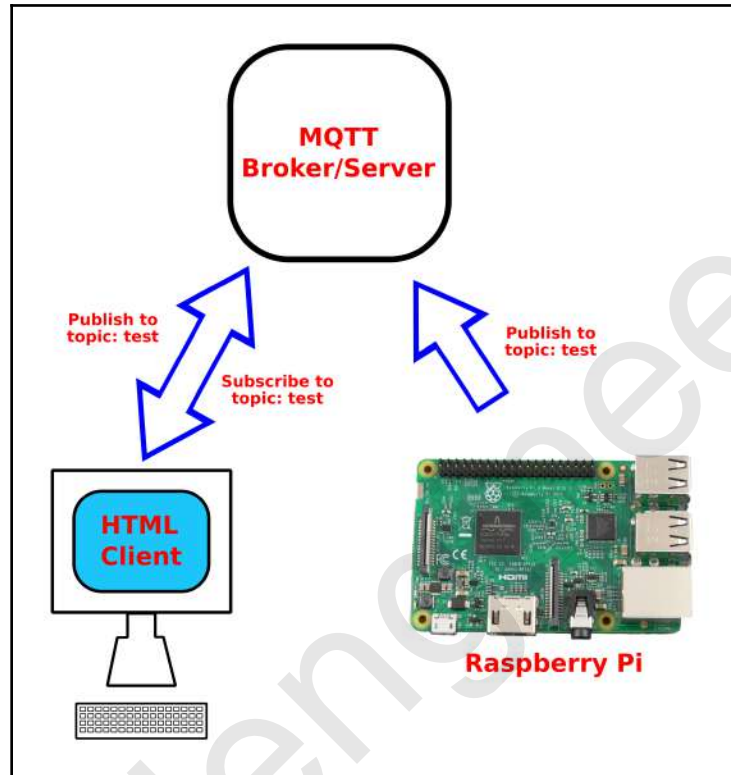 MQTT
Broker/Server
Publish to
topic: test
Subscribe to
topic: test
Publish to
topic: test
HTML
Client
HDMI
Raspberry Pi